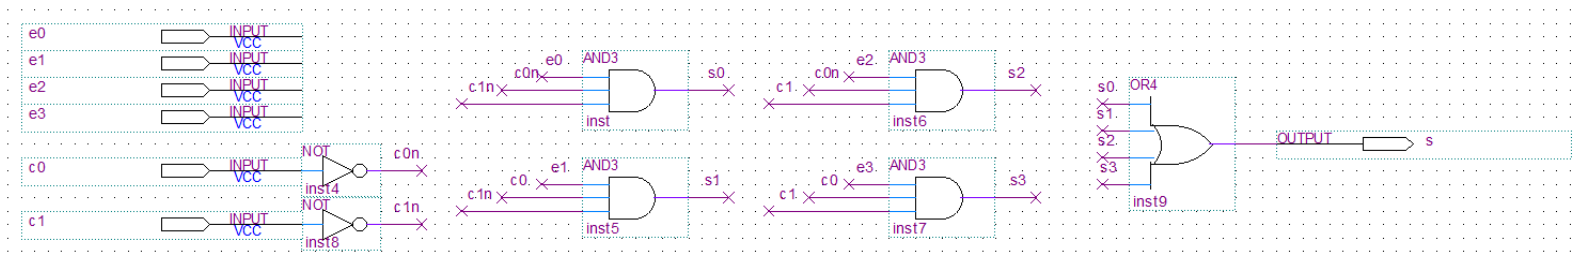 e0 INPUT VCC
e1 INPUT VCC
e2 INPUT VCC
e3 INPUT VCC
c0 INPUT VCC
NOT
inst4
c0n
c1 INPUT VCC
NOT
inst8
c1n
AND3
e0
c0n
c1n
s0
inst
AND3
e1
c0
c1n
s1
inst5
AND3
e2
c0n
c1
s2
inst6
AND3
e3
c0
c1
s3
inst7
OR4
s0
s1
s2
s3
inst9
OUTPUT
s